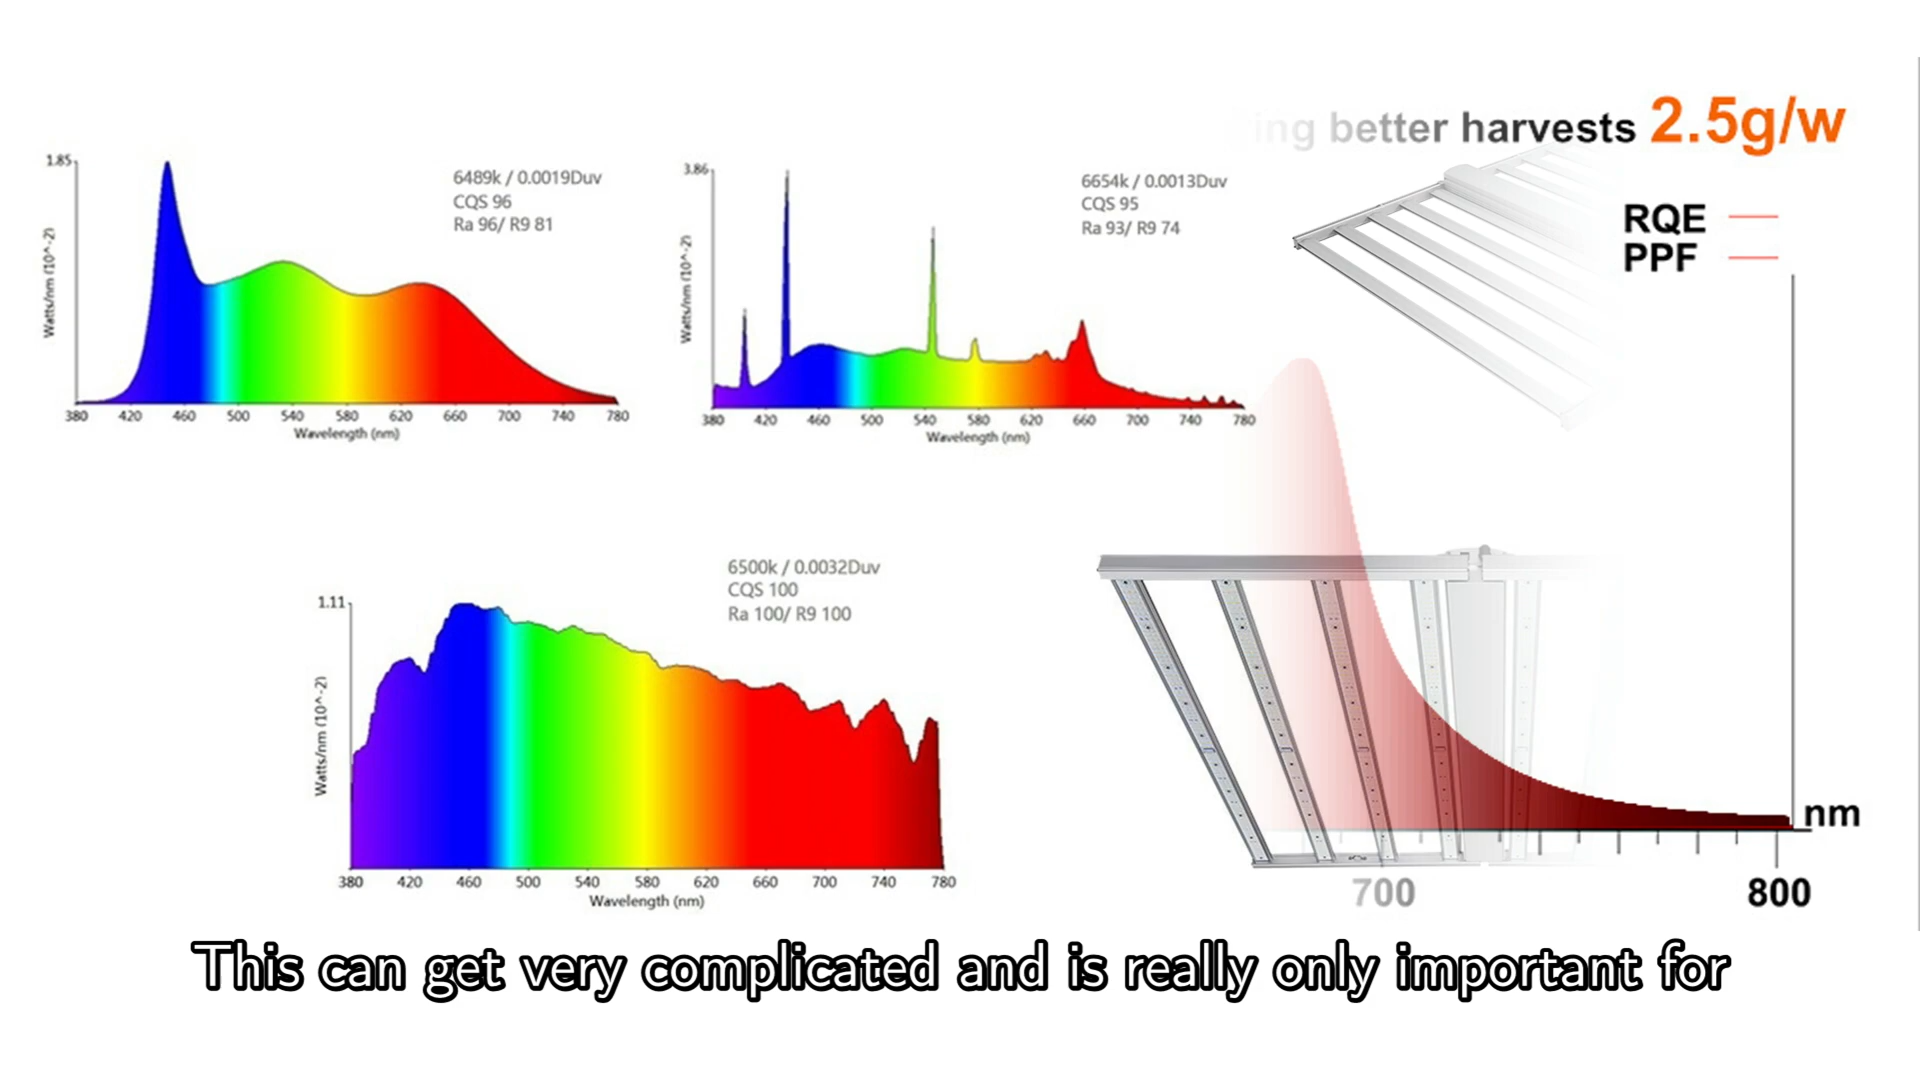 ing better harvests 2.5g/w
RQE
PPF
1.85
6489k / 0.0019Duv
CQS 96
Ra 96/ R9 81
Watts/nm (10^-2)
380 420 460 500 540 580 620 660 700 740 780
Wavelength (nm)
3.86
6654k / 0.0013Duv
CQS 95
Ra 93/ R9 74
Watts/nm (10^-2)
380 420 460 500 540 580 620 660 700 740 780
Wavelength (nm)
1.11
6500k / 0.0032Duv
CQS 100
Ra 100/ R9 100
Watts/nm (10^-2)
380 420 460 500 540 580 620 660 700 740 780
Wavelength (nm)
nm
700 800
This can get very complicated and is really only important for